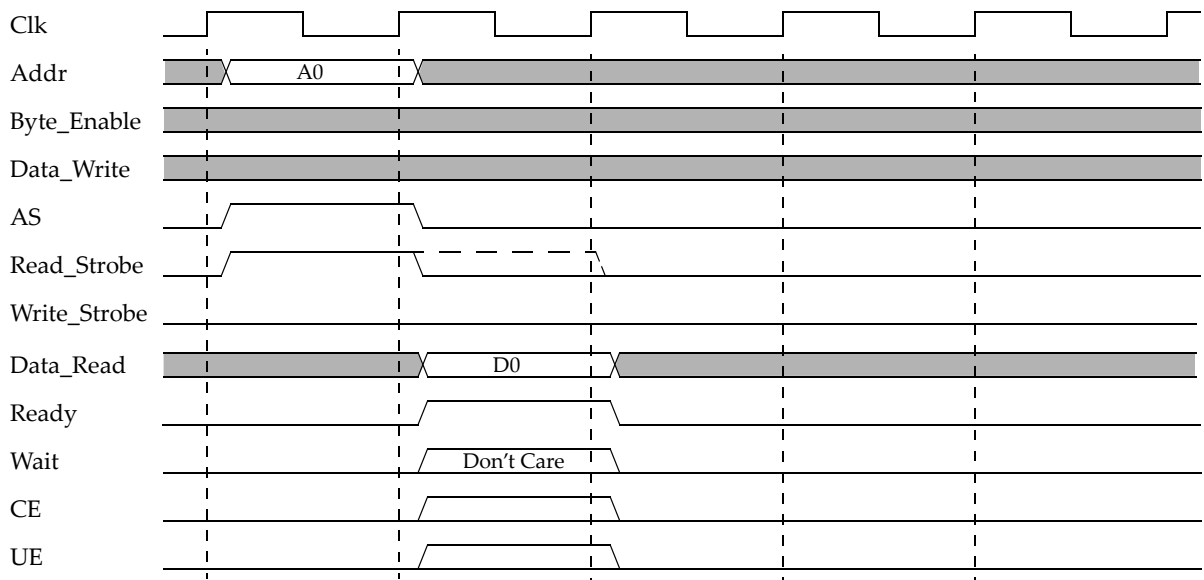 Clk
Addr A0
Byte_Enable
Data_Write
AS
Read_Strobe
Write_Strobe
Data_Read D0
Ready
Wait Don't Care
CE
UE